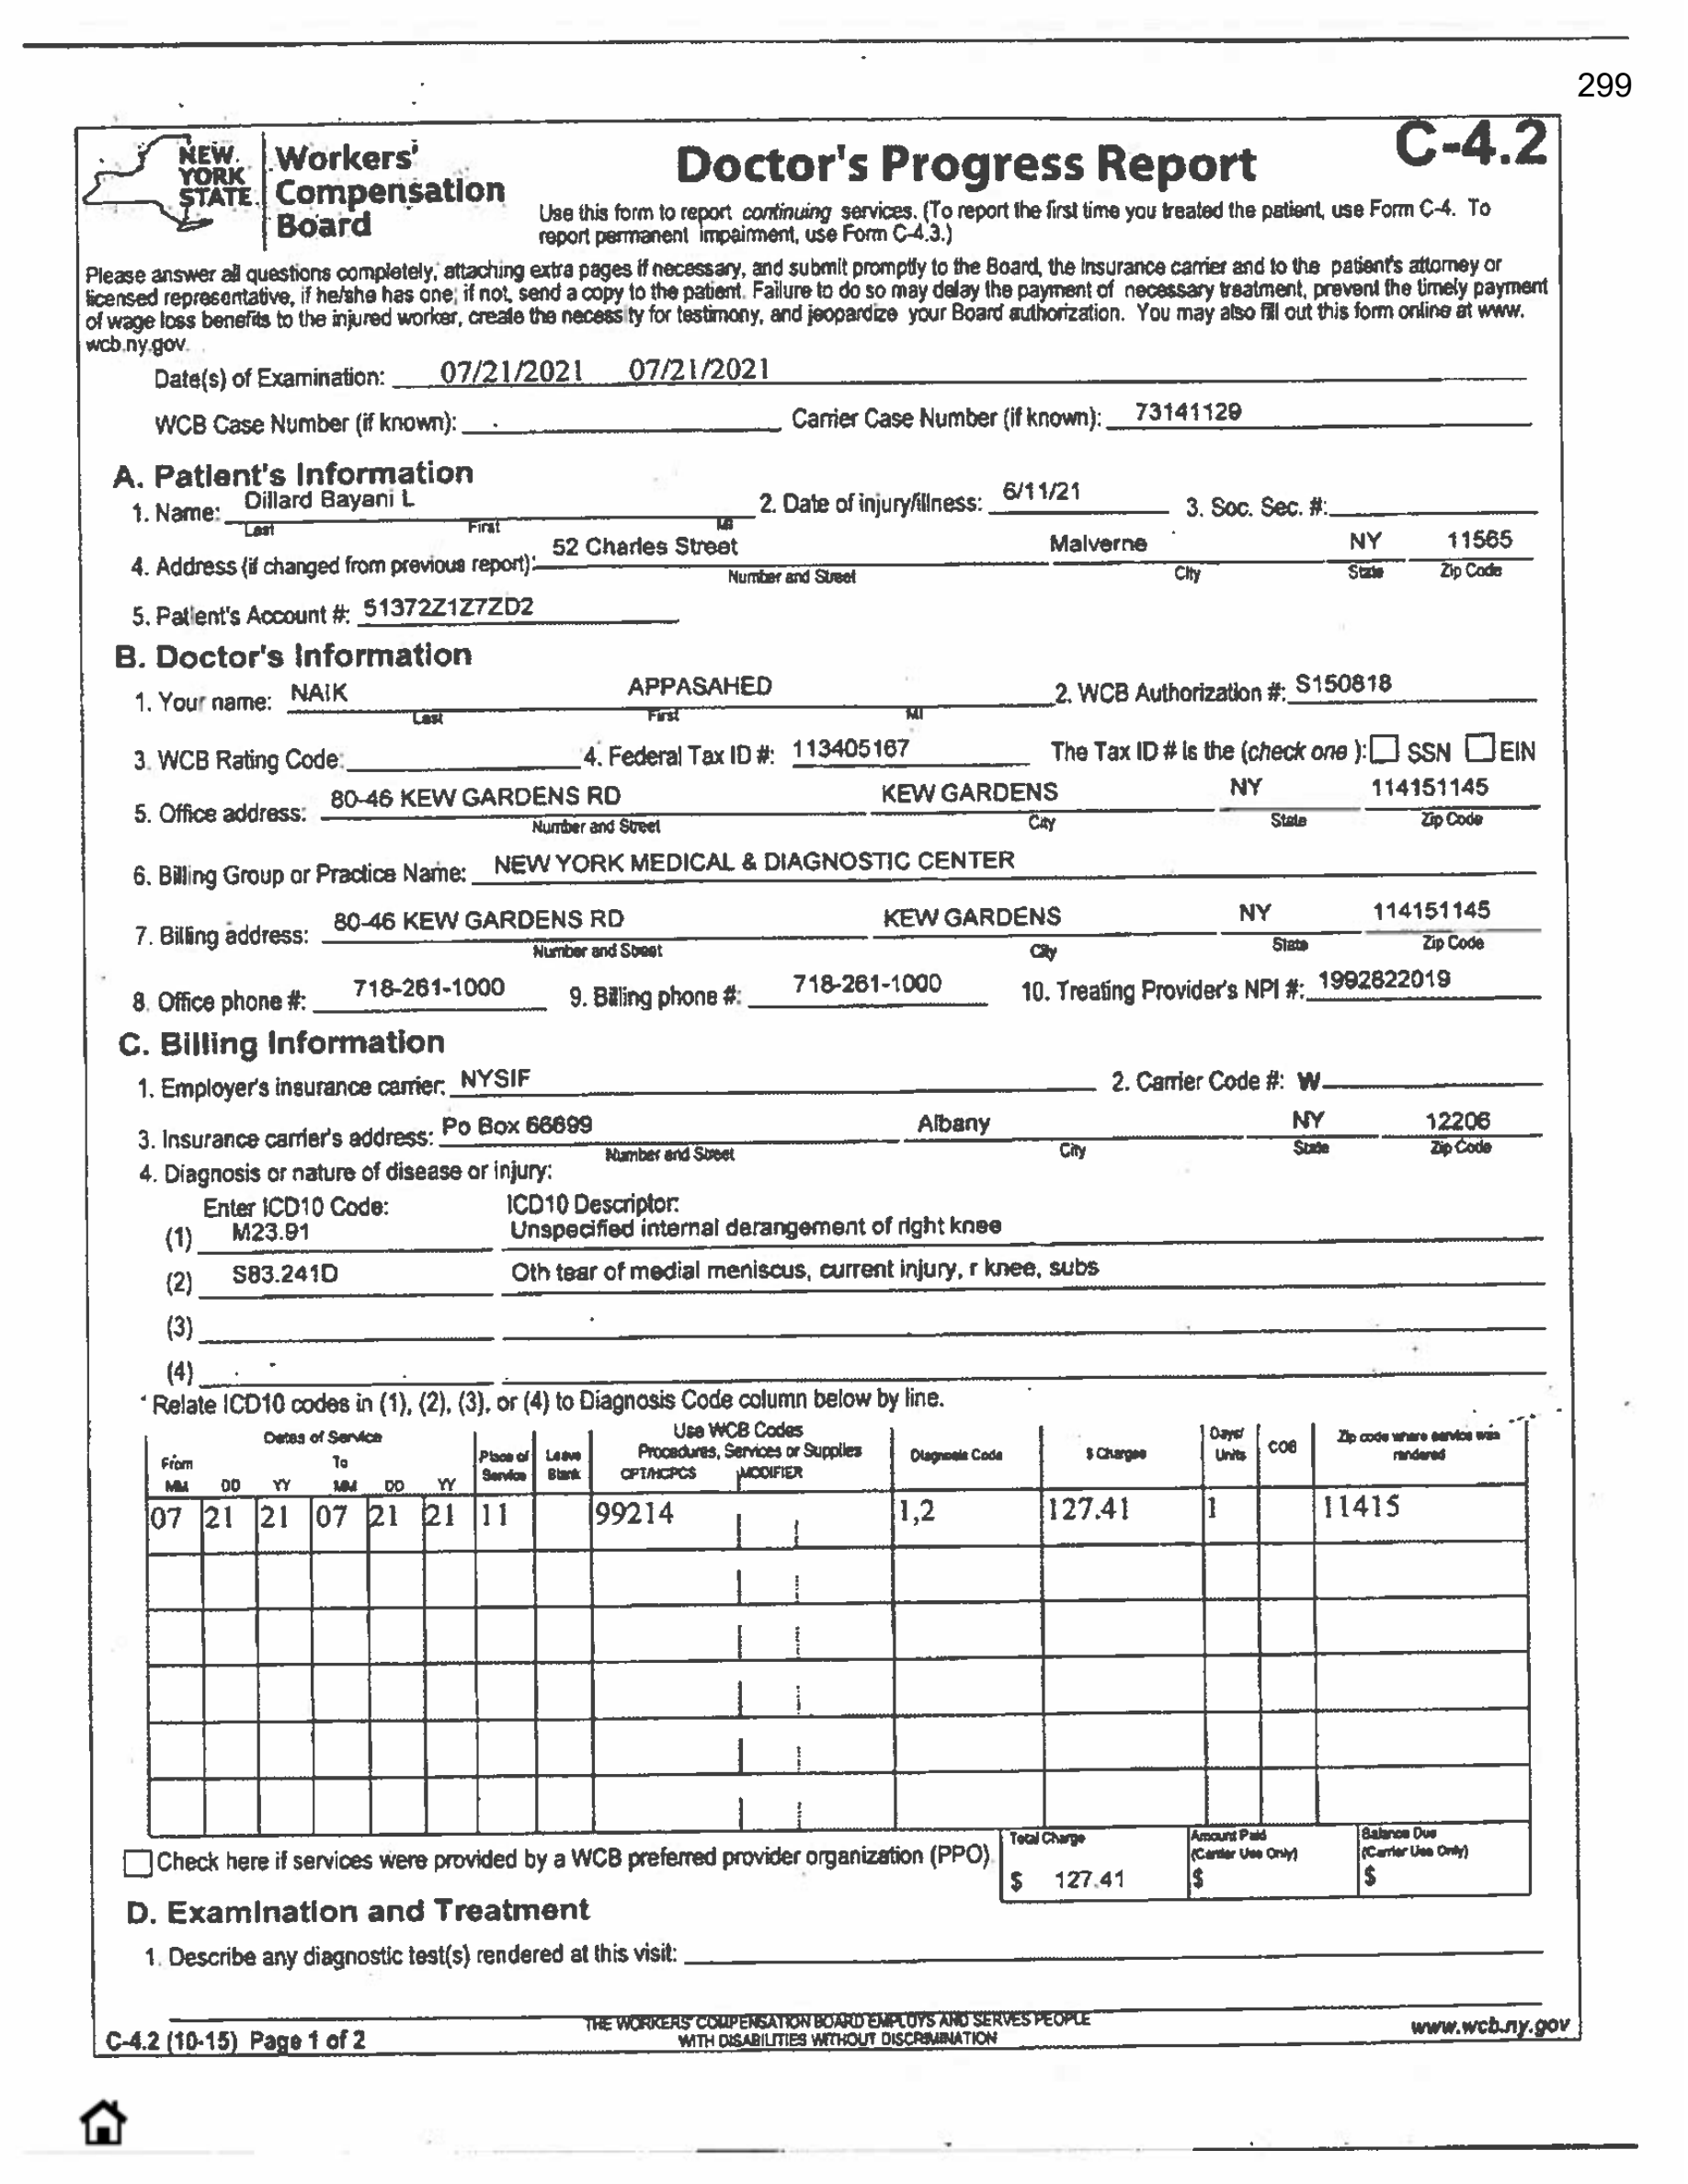 299
NEW YORK STATE Workers' Compensation Board
Doctor's Progress Report
C-4.2
Use this form to report continuing services. (To report the first time you treated the patient, use Form C-4. To
report permanent impairment, use Form C-4.3.)
Please answer all questions completely, attaching extra pages if necessary, and submit promptly to the Board, the insurance carrier and to the patient's attorney or
licensed representative, if he/she has one; if not, send a copy to the patient. Failure to do so may delay the payment of necessary treatment, prevent the timely payment
of wage loss benefits to the injured worker, create the necessity for testimony, and jeopardize your Board authorization. You may also fill out this form online at www.
wcb.ny.gov.
Date(s) of Examination: 07/21/2021 07/21/2021
WCB Case Number (if known): Carrier Case Number (if known): 73141129
A. Patient's Information
1. Name: Dillard Bayani L 2. Date of injury/illness: 6/11/21 3. Soc. Sec. #:
Last First MI
4. Address (if changed from previous report): 52 Charles Street Malverne NY 11565
Number and Street City State Zip Code
5. Patient's Account #: 51372Z1Z7ZD2
B. Doctor's Information
1. Your name: NAIK APPASAHED 2. WCB Authorization #: S150818
Last First MI
3. WCB Rating Code: 4. Federal Tax ID #: 113405167 The Tax ID # is the (check one ): SSN EIN
5. Office address: 80-46 KEW GARDENS RD KEW GARDENS NY 114151145
Number and Street City State Zip Code
6. Billing Group or Practice Name: NEW YORK MEDICAL & DIAGNOSTIC CENTER
7. Billing address: 80-46 KEW GARDENS RD KEW GARDENS NY 114151145
Number and Street City State Zip Code
8. Office phone #: 718-261-1000 9. Billing phone #: 718-261-1000 10. Treating Provider's NPI #: 1992822019
C. Billing Information
1. Employer's insurance carrier: NYSIF 2. Carrier Code #: W
3. Insurance carrier's address: Po Box 66699 Albany NY 12206
Number and Street City State Zip Code
4. Diagnosis or nature of disease or injury:
Enter ICD10 Code: ICD10 Descriptor:
(1) M23.91 Unspecified internal derangement of right knee
(2) S83.241D Oth tear of medial meniscus, current injury, r knee, subs
(3)
(4)
* Relate ICD10 codes in (1), (2), (3), or (4) to Diagnosis Code column below by line.
Dates of Service Use WCB Codes
From To Place of Service Leave Blank Procedures, Services or Supplies Diagnosis Code $ Charges Days/ Units COB Zip code where service was rendered
MM DD YY MM DD YY CPT/HCPCS MODIFIER
07 21 21 07 21 21 11 99214 1,2 127.41 1 11415
Check here if services were provided by a WCB preferred provider organization (PPO)
Total Charge $ 127.41
Amount Paid (Carrier Use Only) $
Balance Due (Carrier Use Only) $
D. Examination and Treatment
1. Describe any diagnostic test(s) rendered at this visit:
C-4.2 (10-15) Page 1 of 2
THE WORKERS' COMPENSATION BOARD EMPLOYS AND SERVES PEOPLE
WITH DISABILITIES WITHOUT DISCRIMINATION
www.wcb.ny.gov